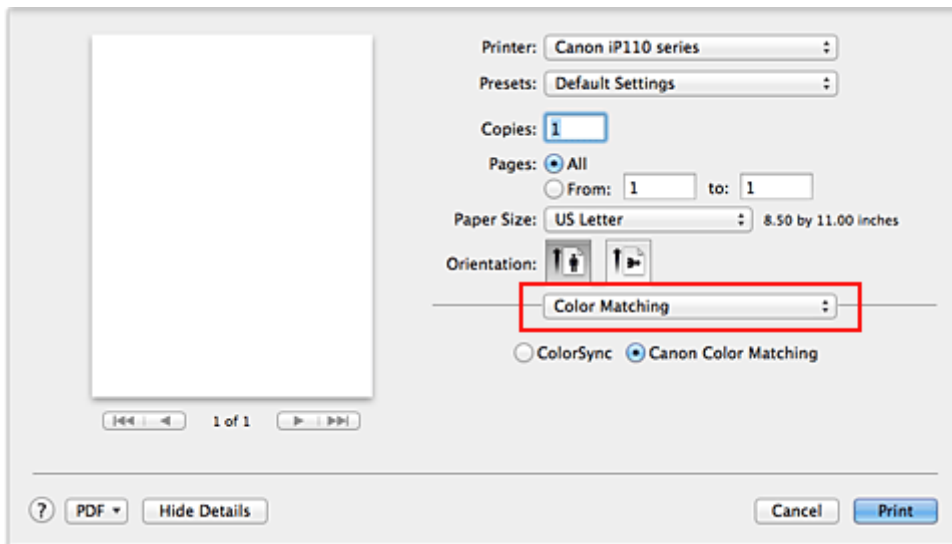 Printer: Canon iP110 series
Presets: Default Settings
Copies: 1
Pages: All
From: 1 to: 1
Paper Size: US Letter 8.50 by 11.00 inches
Orientation:
Color Matching
ColorSync Canon Color Matching
1 of 1
? PDF Hide Details Cancel Print